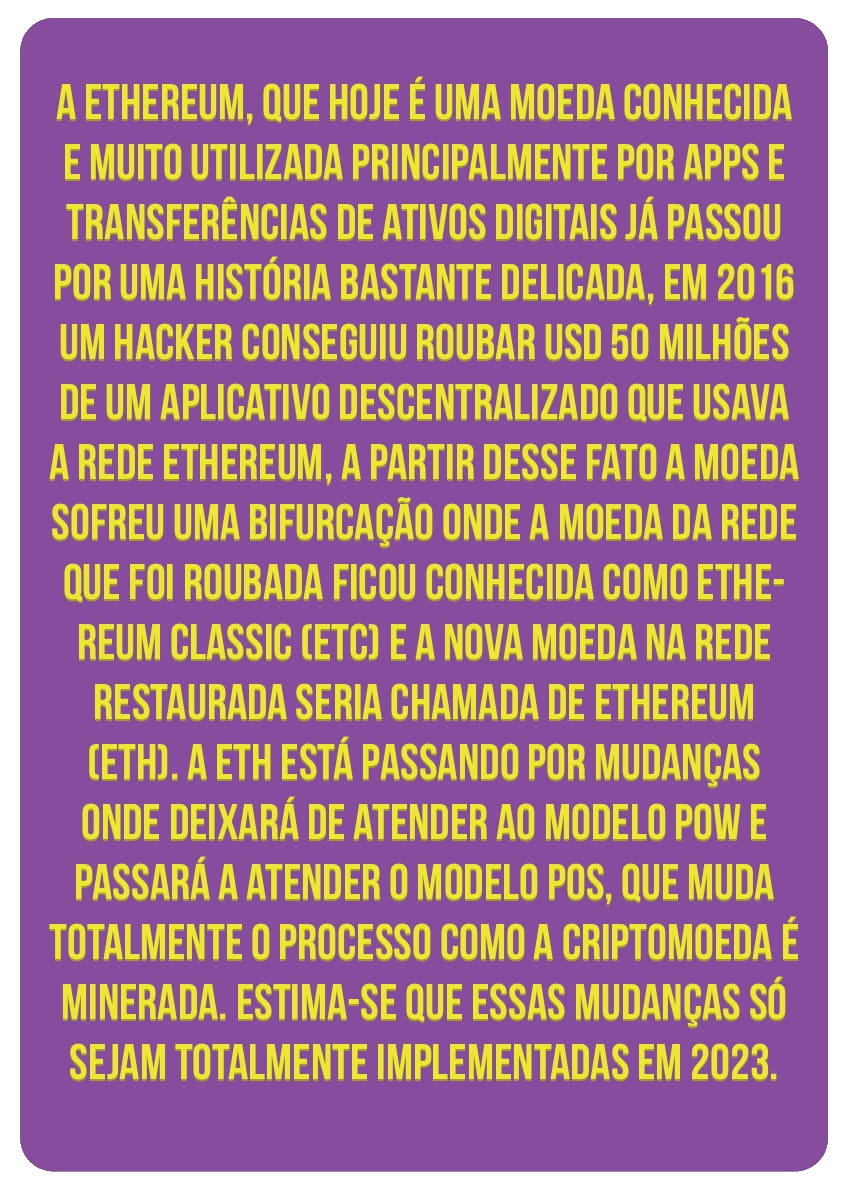 A ETHEREUM, QUE HOJE É UMA MOEDA CONHECIDA
E MUITO UTILIZADA PRINCIPALMENTE POR APPS E
TRANSFERÊNCIAS DE ATIVOS DIGITAIS JÁ PASSOU
POR UMA HISTÓRIA BASTANTE DELICADA, EM 2016
UM HACKER CONSEGUIU ROUBAR USD 50 MILHÕES
DE UM APLICATIVO DESCENTRALIZADO QUE USAVA
A REDE ETHEREUM, A PARTIR DESSE FATO A MOEDA
SOFREU UMA BIFURCAÇÃO ONDE A MOEDA DA REDE
QUE FOI ROUBADA FICOU CONHECIDA COMO ETHE-
REUM CLASSIC (ETC) E A NOVA MOEDA NA REDE
RESTAURADA SERIA CHAMADA DE ETHEREUM
(ETH). A ETH ESTÁ PASSANDO POR MUDANÇAS
ONDE DEIXARÁ DE ATENDER AO MODELO POW E
PASSARÁ A ATENDER O MODELO POS, QUE MUDA
TOTALMENTE O PROCESSO COMO A CRIPTOMOEDA É
MINERADA. ESTIMA-SE QUE ESSAS MUDANÇAS SÓ
SEJAM TOTALMENTE IMPLEMENTADAS EM 2023.